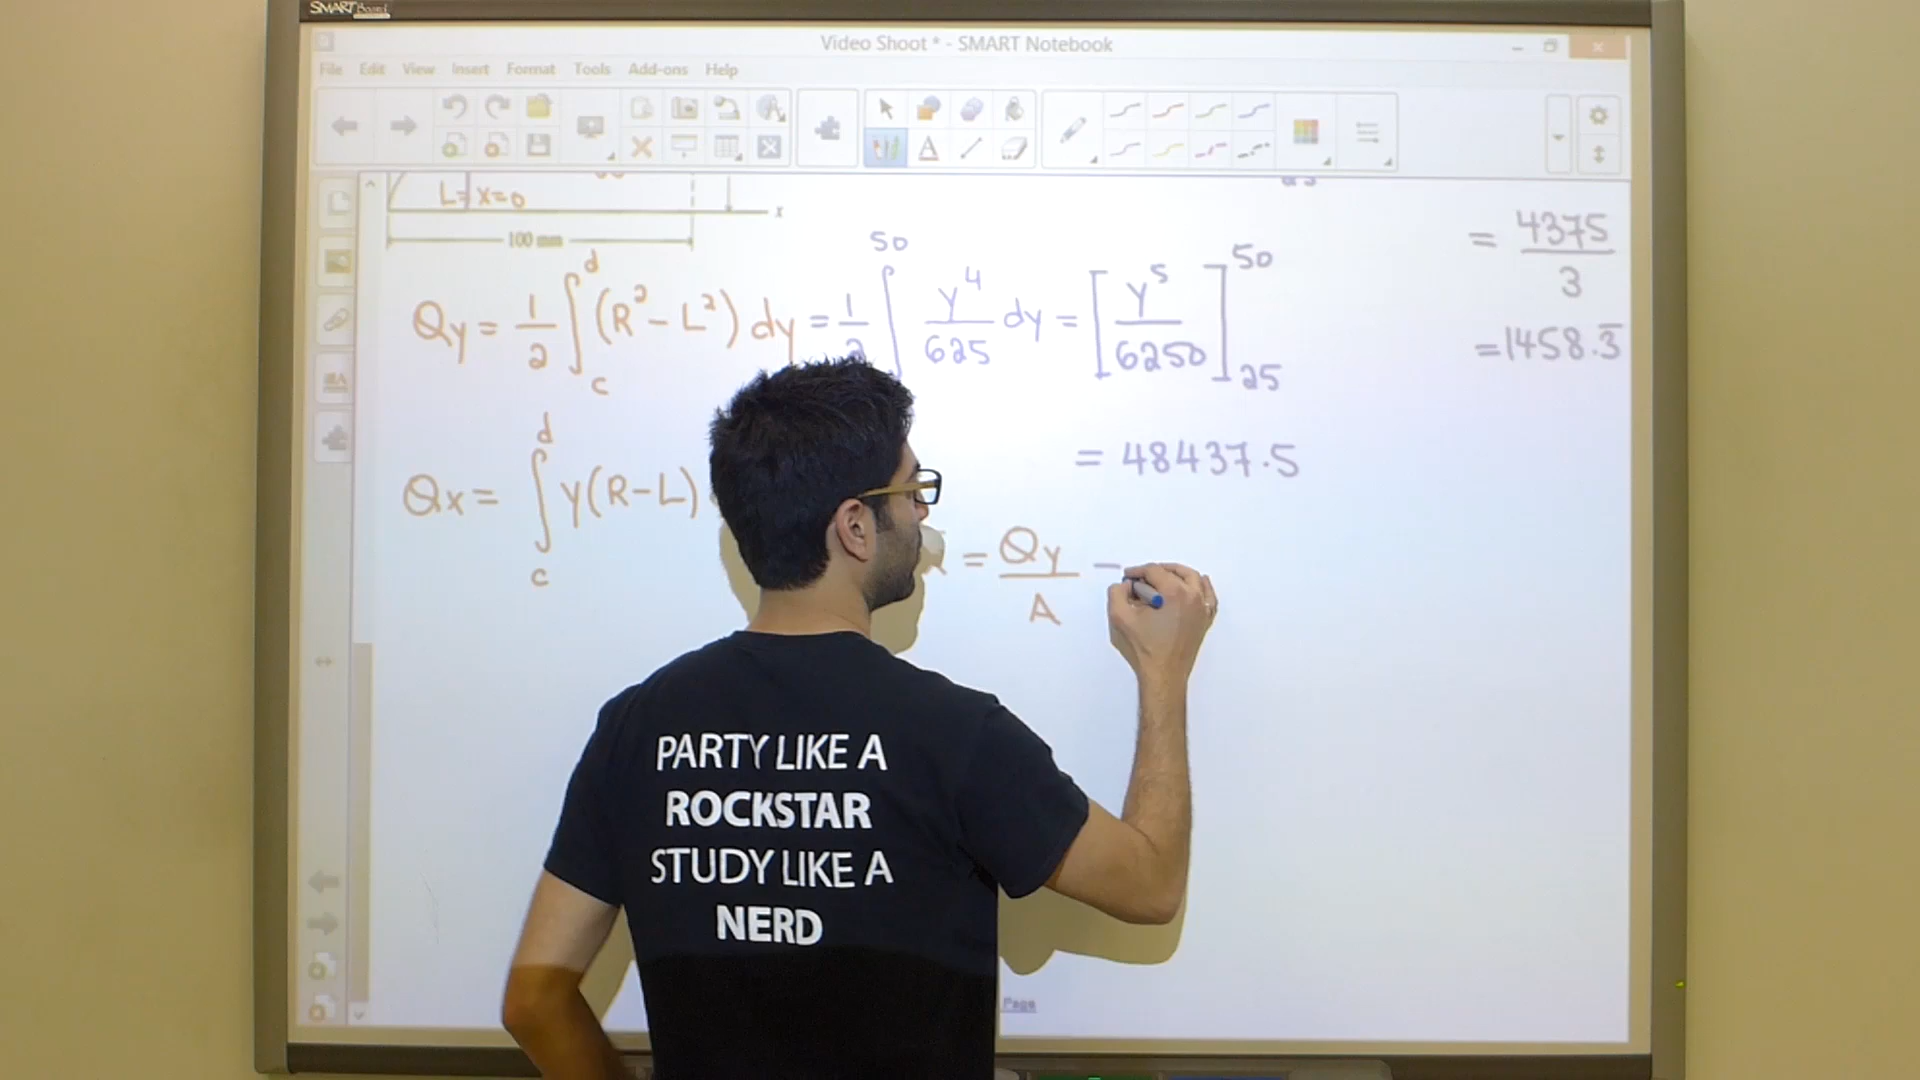 SMART Board
Video Shoot * - SMART Notebook
File Edit View Insert Format Tools Add-ons Help
L= x=0
x
100 mm
Qy = 1/2 ∫ c d (R² - L²) dy = 1/2 ∫ 50 y⁴/625 dy = [y⁵/6250] 25 50
= 4375/3
= 1458.3̅
= 48437.5
Qx = ∫ c d y(R-L)
= Qy/A
PARTY LIKE A
ROCKSTAR
STUDY LIKE A
NERD
Page